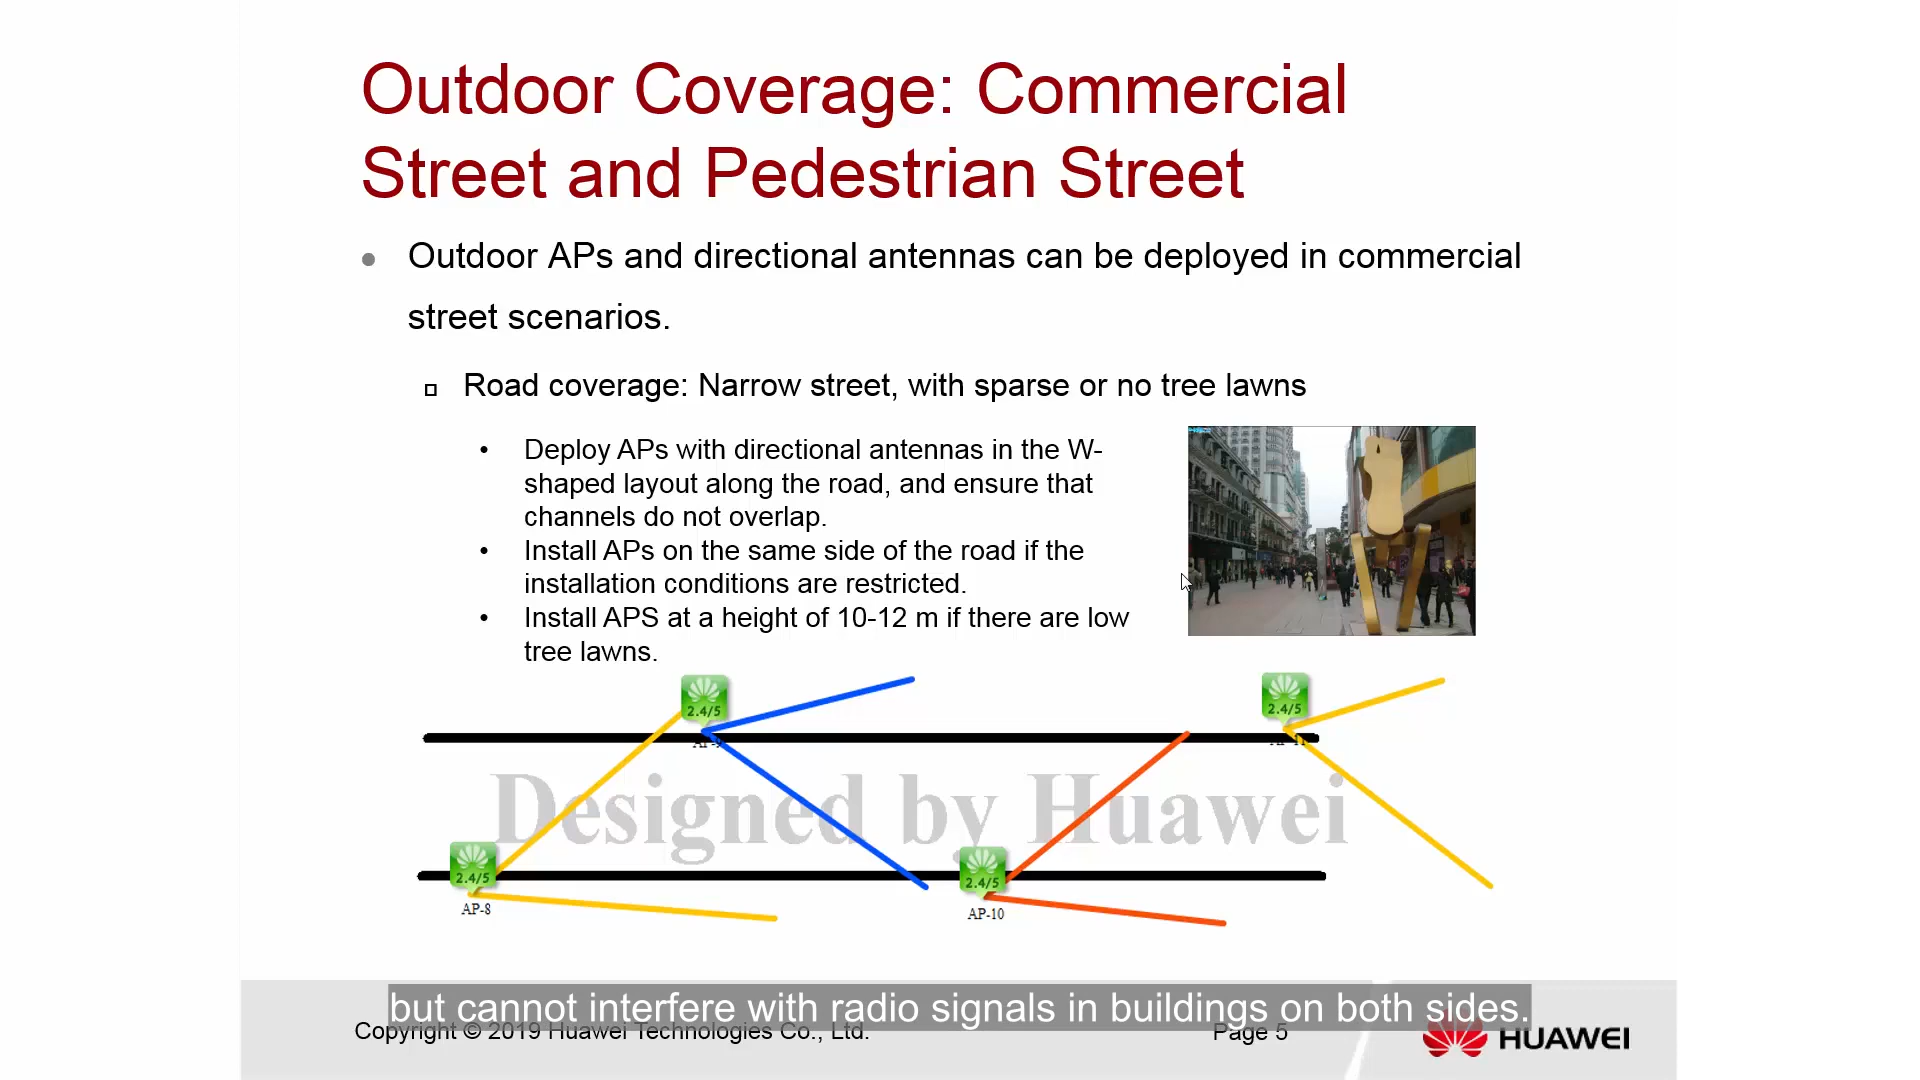 Outdoor Coverage: Commercial
Street and Pedestrian Street
Outdoor APs and directional antennas can be deployed in commercial
street scenarios.
Road coverage: Narrow street, with sparse or no tree lawns
Deploy APs with directional antennas in the W-
shaped layout along the road, and ensure that
channels do not overlap.
Install APs on the same side of the road if the
installation conditions are restricted.
Install APS at a height of 10-12 m if there are low
tree lawns.
2.4/5
2.4/5
Designed by Huawei
2.4/5
AP-8
2.4/5
AP-10
but cannot interfere with radio signals in buildings on both sides.
Copyright © 2019 Huawei Technologies Co., Ltd.
Page 5
HUAWEI